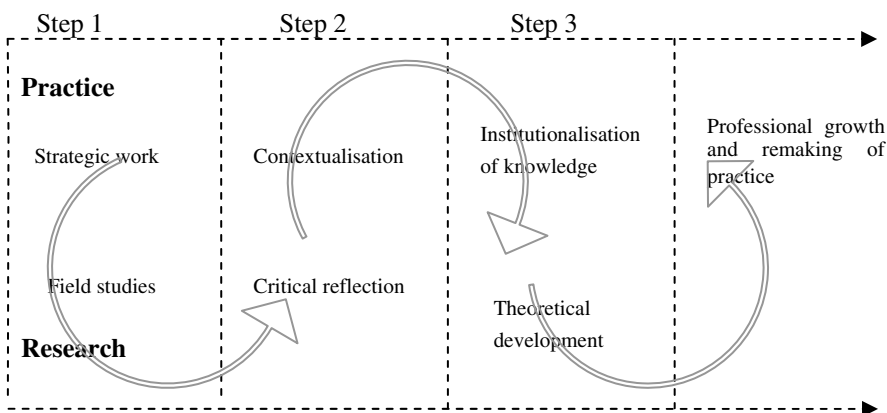 Step 1
Step 2
Step 3
Practice
Strategic work
Contextualisation
Institutionalisation
of knowledge
Professional growth
and remaking of
practice
Field studies
Critical reflection
Theoretical
development
Research